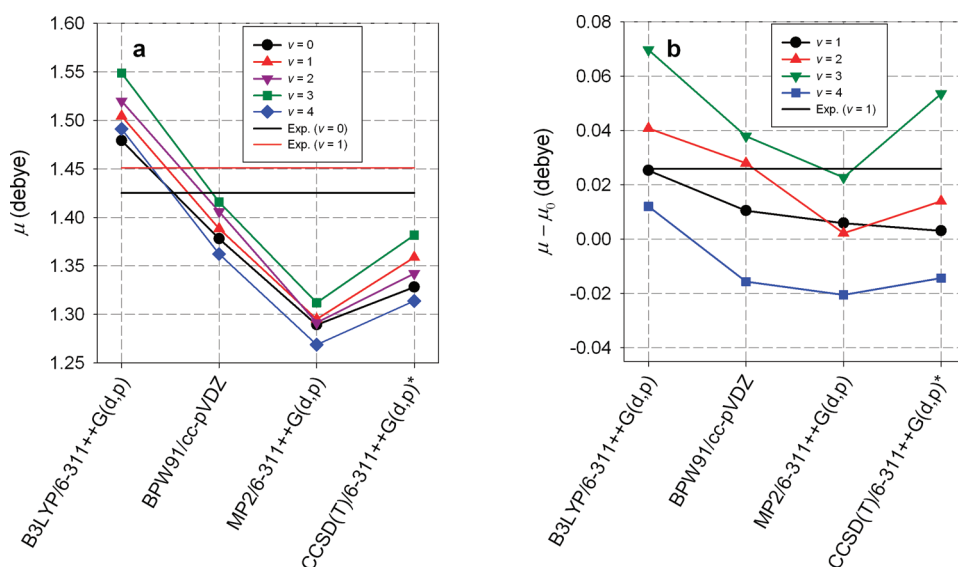 a
μ (debye)
1.60
1.55
1.50
1.45
1.40
1.35
1.30
1.25
v = 0
v = 1
v = 2
v = 3
v = 4
Exp. (v = 0)
Exp. (v = 1)
B3LYP/6-311++G(d,p)
BPW91/cc-pVDZ
MP2/6-311++G(d,p)
CCSD(T)/6-311++G(d,p)*
b
μ − μ0 (debye)
0.08
0.06
0.04
0.02
0.00
-0.02
-0.04
v = 1
v = 2
v = 3
v = 4
Exp. (v = 1)
B3LYP/6-311++G(d,p)
BPW91/cc-pVDZ
MP2/6-311++G(d,p)
CCSD(T)/6-311++G(d,p)*